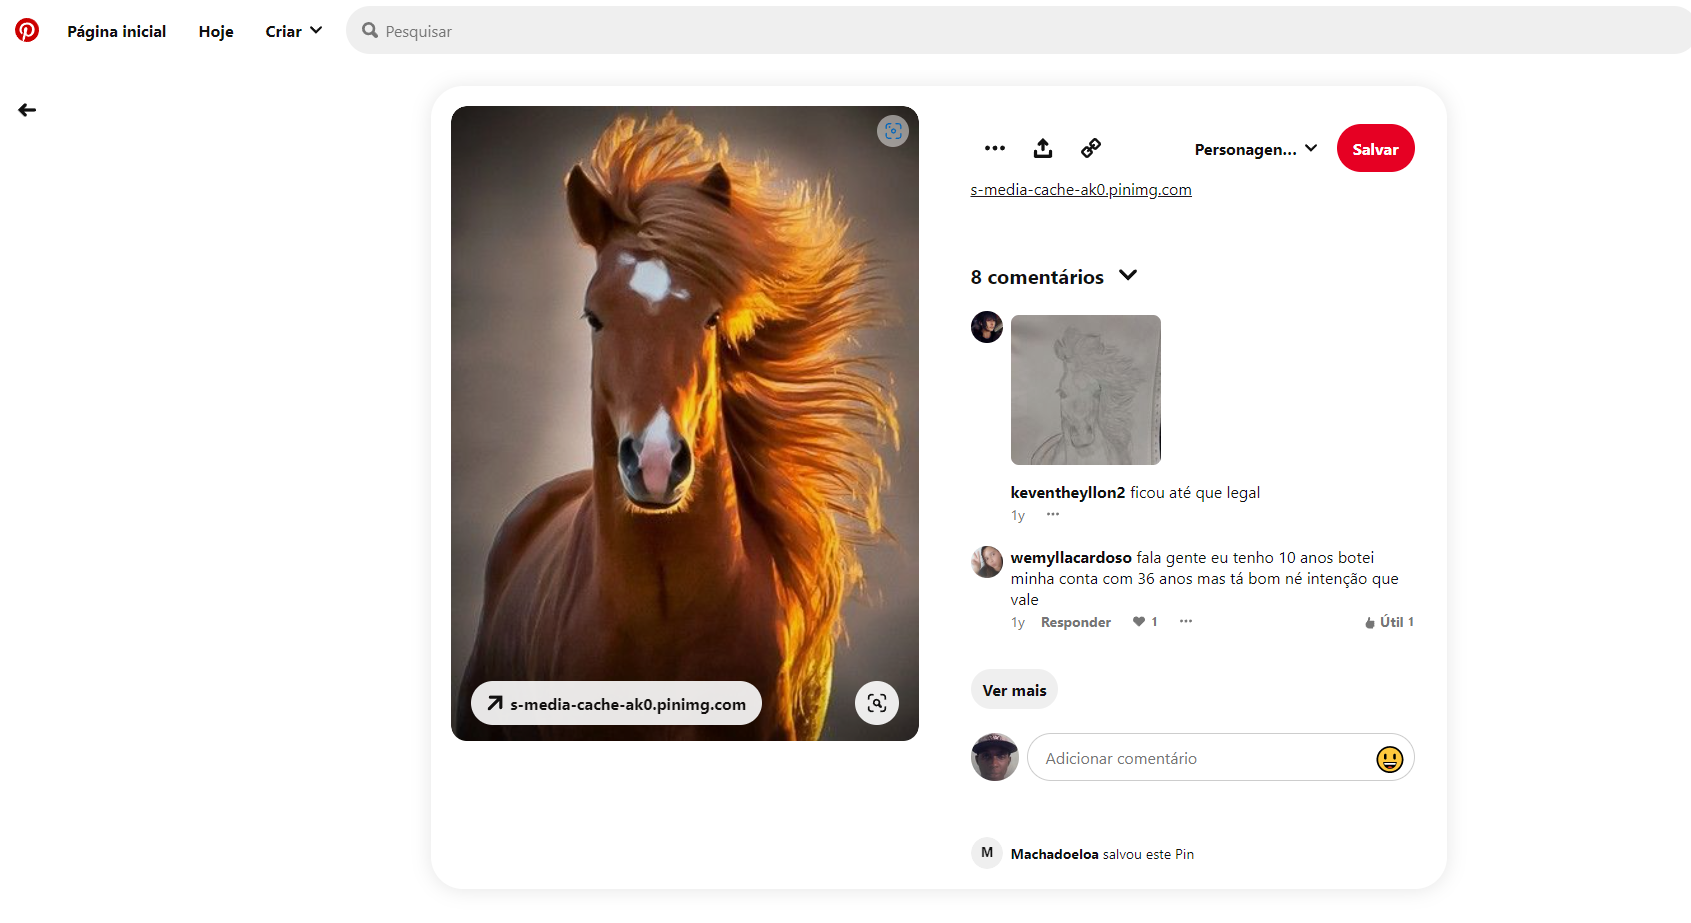 Página inicial
Hoje
Criar
Pesquisar
Personagen...
Salvar
s-media-cache-ak0.pinimg.com
8 comentários
keventheyllon2 ficou até que legal
1y
wemyllacardoso fala gente eu tenho 10 anos botei
minha conta com 36 anos mas tá bom né intenção que
vale
1y Responder 1 Útil 1
s-media-cache-ak0.pinimg.com
Ver mais
Adicionar comentário
M Machadoeloa salvou este Pin